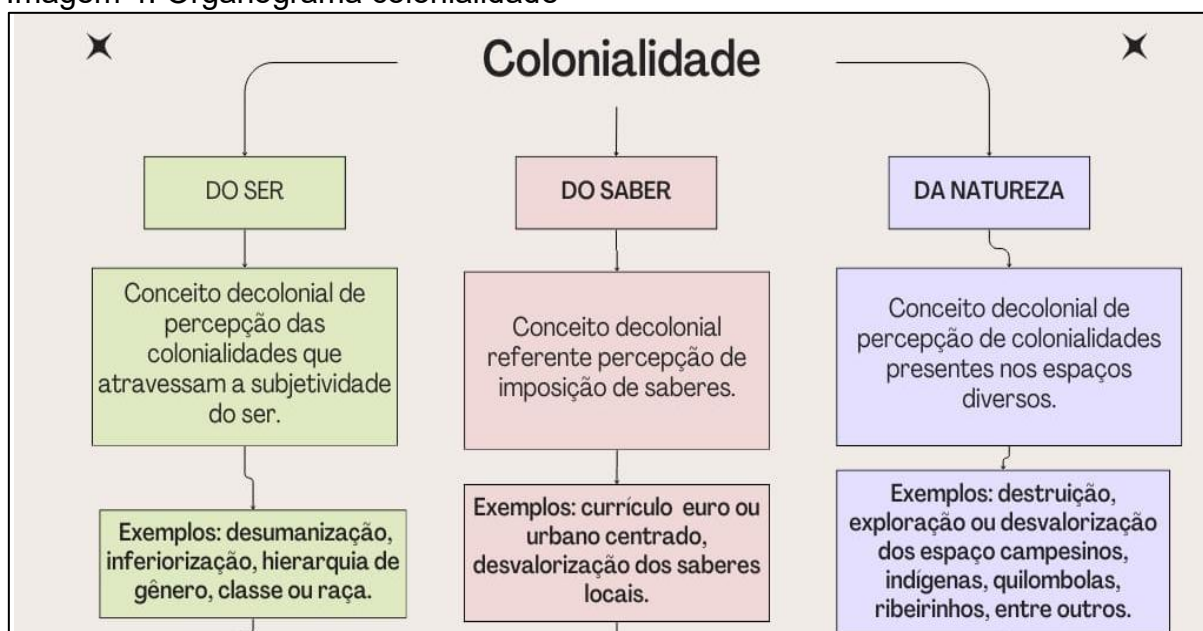 Imagem 1: Organograma colonialidade
Colonialidade
DO SER
DO SABER
DA NATUREZA
Conceito decolonial de
percepção das
colonialidades que
atravessam a subjetividade
do ser.
Conceito decolonial
referente percepção de
imposição de saberes.
Conceito decolonial de
percepção de colonialidades
presentes nos espaços
diversos.
Exemplos: desumanização,
inferiorização, hierarquia de
gênero, classe ou raça.
Exemplos: currículo euro ou
urbano centrado,
desvalorização dos saberes
locais.
Exemplos: destruição,
exploração ou desvalorização
dos espaço campesinos,
indígenas, quilombolas,
ribeirinhos, entre outros.